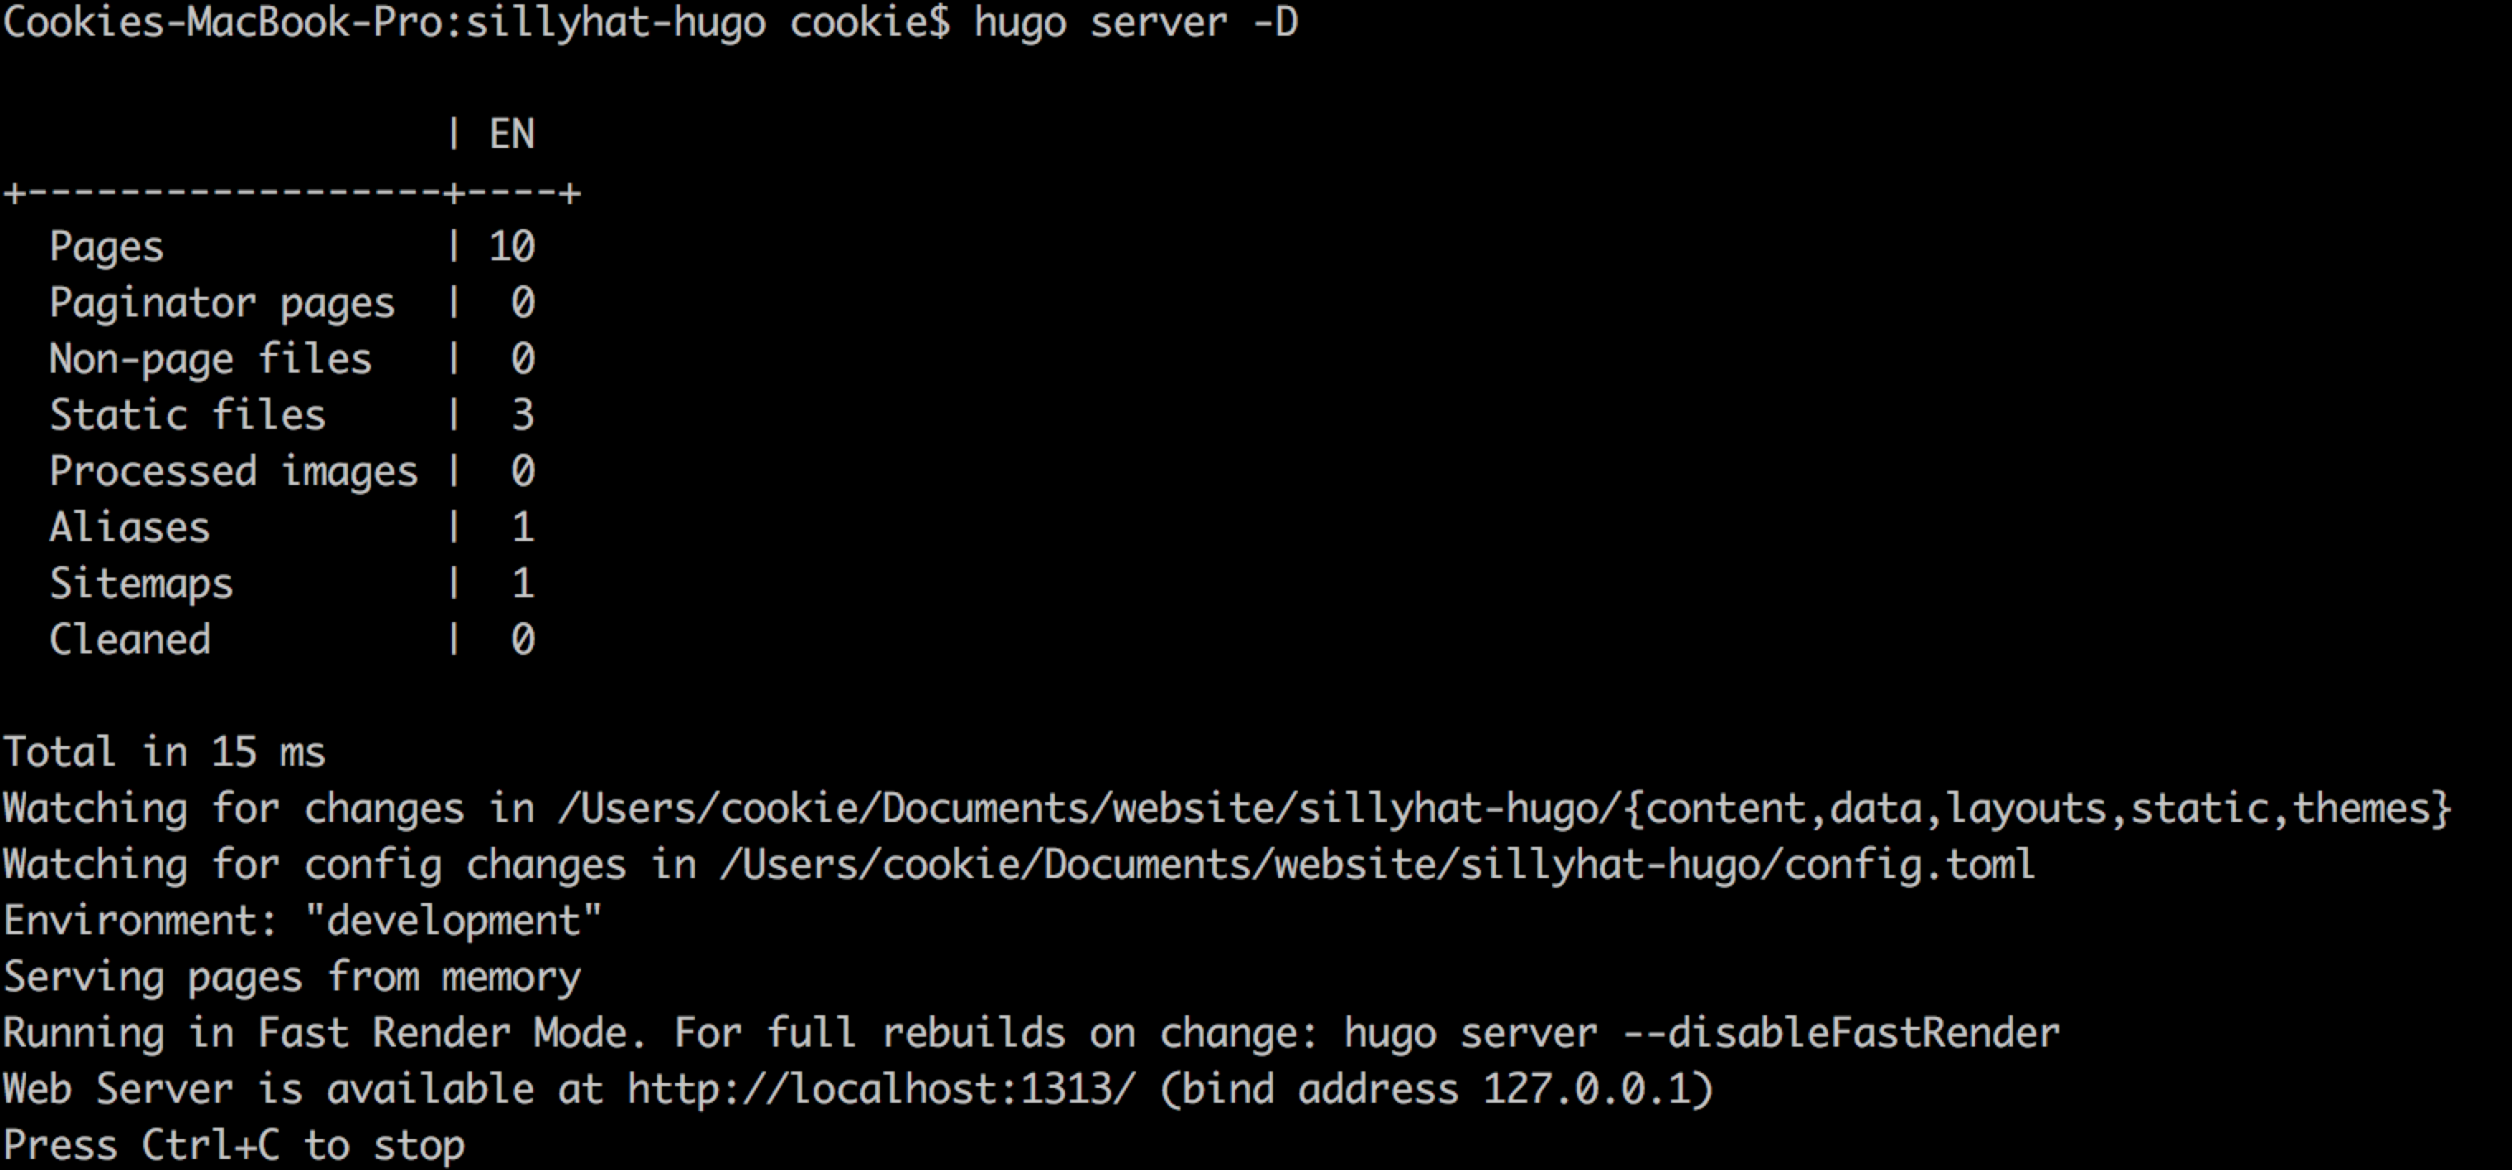 Cookies-MacBook-Pro:sillyhat-hugo cookie$ hugo server -D
| EN
+------------------+----+
Pages | 10
Paginator pages | 0
Non-page files | 0
Static files | 3
Processed images | 0
Aliases | 1
Sitemaps | 1
Cleaned | 0
Total in 15 ms
Watching for changes in /Users/cookie/Documents/website/sillyhat-hugo/{content,data,layouts,static,themes}
Watching for config changes in /Users/cookie/Documents/website/sillyhat-hugo/config.toml
Environment: "development"
Serving pages from memory
Running in Fast Render Mode. For full rebuilds on change: hugo server --disableFastRender
Web Server is available at http://localhost:1313/ (bind address 127.0.0.1)
Press Ctrl+C to stop